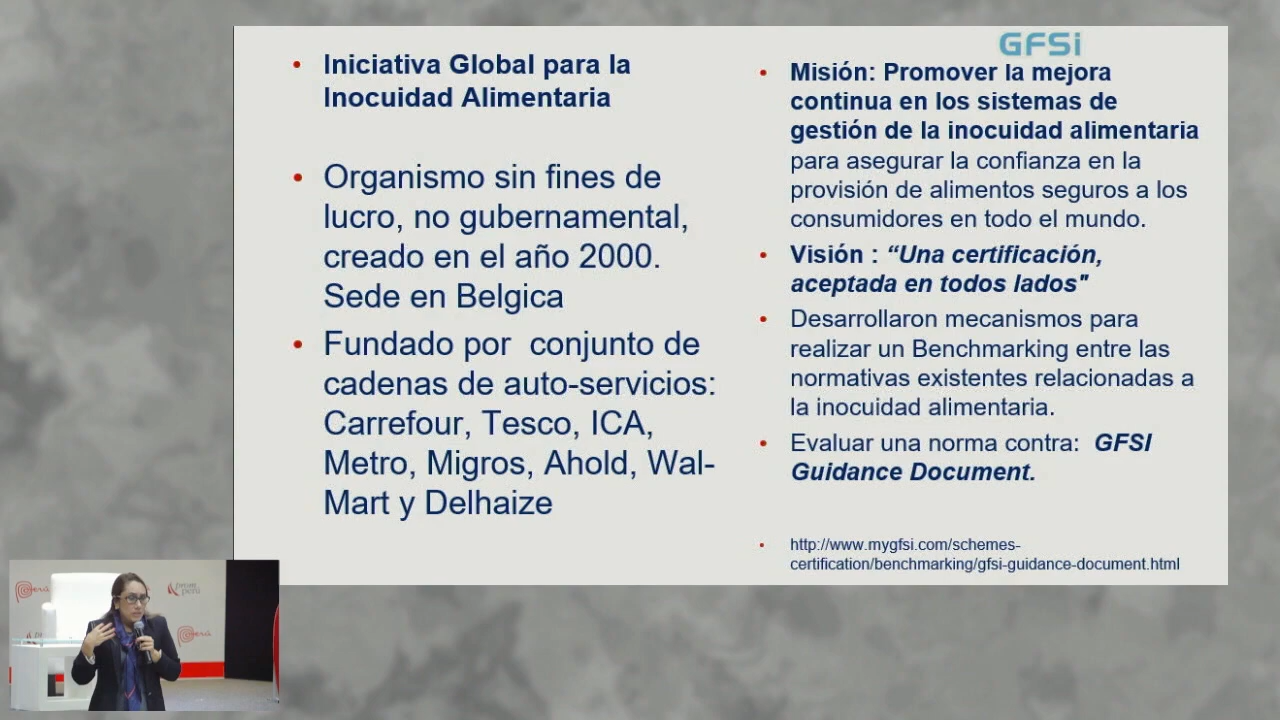 Iniciativa Global para la
Inocuidad Alimentaria
Organismo sin fines de
lucro, no gubernamental,
creado en el año 2000.
Sede en Belgica
Fundado por conjunto de
cadenas de auto-servicios:
Carrefour, Tesco, ICA,
Metro, Migros, Ahold, Wal-
Mart y Delhaize
GFSi
Misión: Promover la mejora
continua en los sistemas de
gestión de la inocuidad alimentaria
para asegurar la confianza en la
provisión de alimentos seguros a los
consumidores en todo el mundo.
Visión : “Una certificación,
aceptada en todos lados"
Desarrollaron mecanismos para
realizar un Benchmarking entre las
normativas existentes relacionadas a
la inocuidad alimentaria.
Evaluar una norma contra: GFSI
Guidance Document.
http://www.mygfsi.com/schemes-
certification/benchmarking/gfsi-guidance-document.html
Perú
Perú